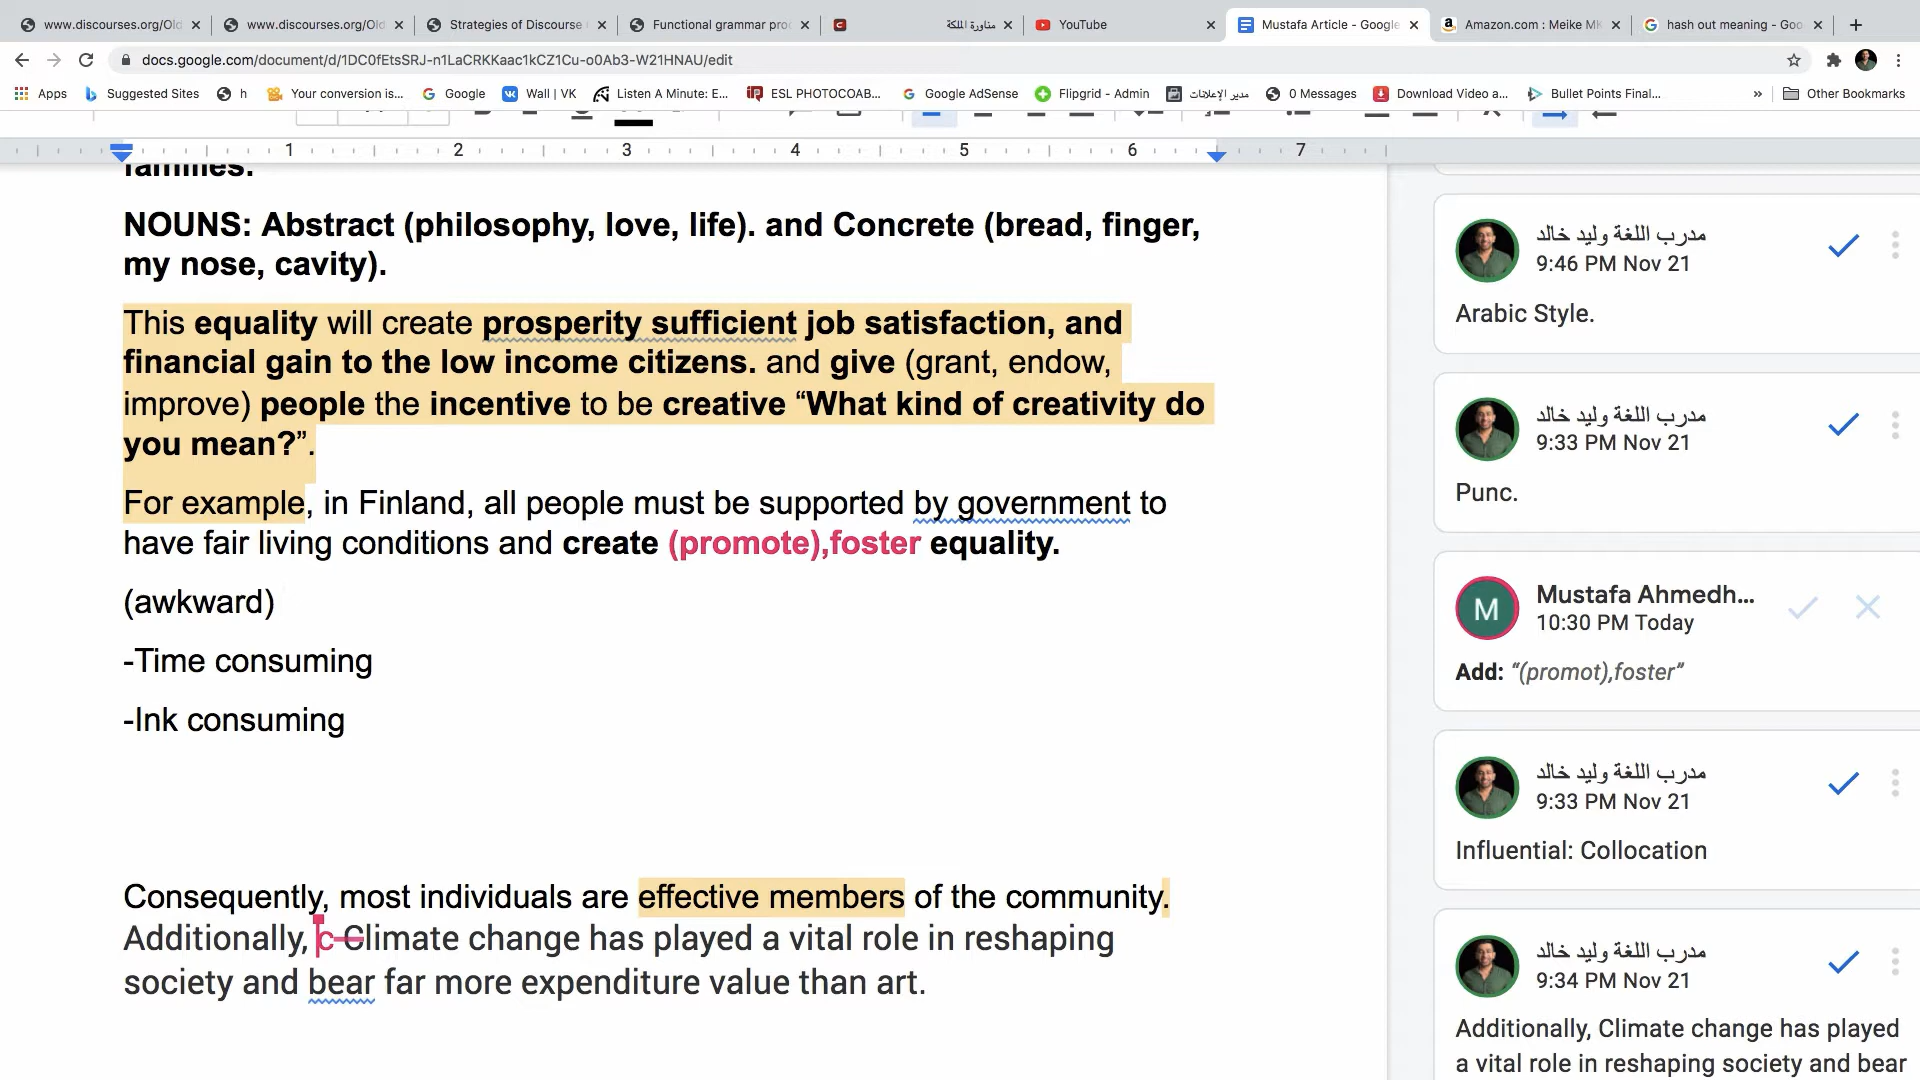 www.discourses.org/Old
www.discourses.org/Old
Strategies of Discourse
Functional grammar pro
مناورة الملكة
YouTube
Mustafa Article - Google
Amazon.com : Meike MK
hash out meaning - Goo
docs.google.com/document/d/1DC0fEtsSRJ-n1LaCRKKaac1kCZ1Cu-o0Ab3-W21HNAU/edit
Apps
Suggested Sites
h
Your conversion is...
Google
Wall | VK
Listen A Minute: E...
ESL PHOTOCOAB...
Google AdSense
Flipgrid - Admin
مدير الإعلانات
0 Messages
Download Video a...
Bullet Points Final...
»
Other Bookmarks
1 2 3 4 5 6 7
families.
NOUNS: Abstract (philosophy, love, life). and Concrete (bread, finger,
my nose, cavity).
This equality will create prosperity sufficient job satisfaction, and
financial gain to the low income citizens. and give (grant, endow,
improve) people the incentive to be creative “What kind of creativity do
you mean?”.
For example, in Finland, all people must be supported by government to
have fair living conditions and create (promote),foster equality.
(awkward)
-Time consuming
-Ink consuming
Consequently, most individuals are effective members of the community.
Additionally, c Climate change has played a vital role in reshaping
society and bear far more expenditure value than art.
مدرب اللغة وليد خالد
9:46 PM Nov 21
Arabic Style.
مدرب اللغة وليد خالد
9:33 PM Nov 21
Punc.
M
Mustafa Ahmedh...
10:30 PM Today
Add: “(promot),foster”
مدرب اللغة وليد خالد
9:33 PM Nov 21
Influential: Collocation
مدرب اللغة وليد خالد
9:34 PM Nov 21
Additionally, Climate change has played
a vital role in reshaping society and bear